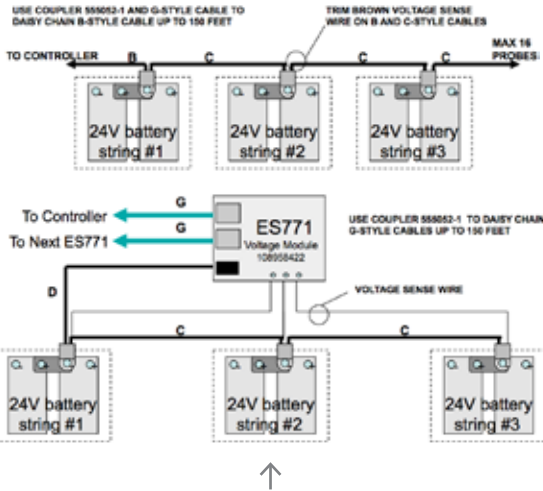 USE COUPLER 555052-1 AND G-STYLE CABLE TO
DAISY CHAIN B-STYLE CABLE UP TO 150 FEET
TRIM BROWN VOLTAGE SENSE
WIRE ON B AND C-STYLE CABLES
TO CONTROLLER
B
C
C
C
MAX 16
PROBES
24V battery
string #1
24V battery
string #2
24V battery
string #3
G
To Controller
G
To Next ES771
ES771
Voltage Module
108958422
USE COUPLER 555052-1 TO DAISY CHAIN
G-STYLE CABLES UP TO 150 FEET
D
VOLTAGE SENSE WIRE
C
C
24V battery
string #1
24V battery
string #2
24V battery
string #3